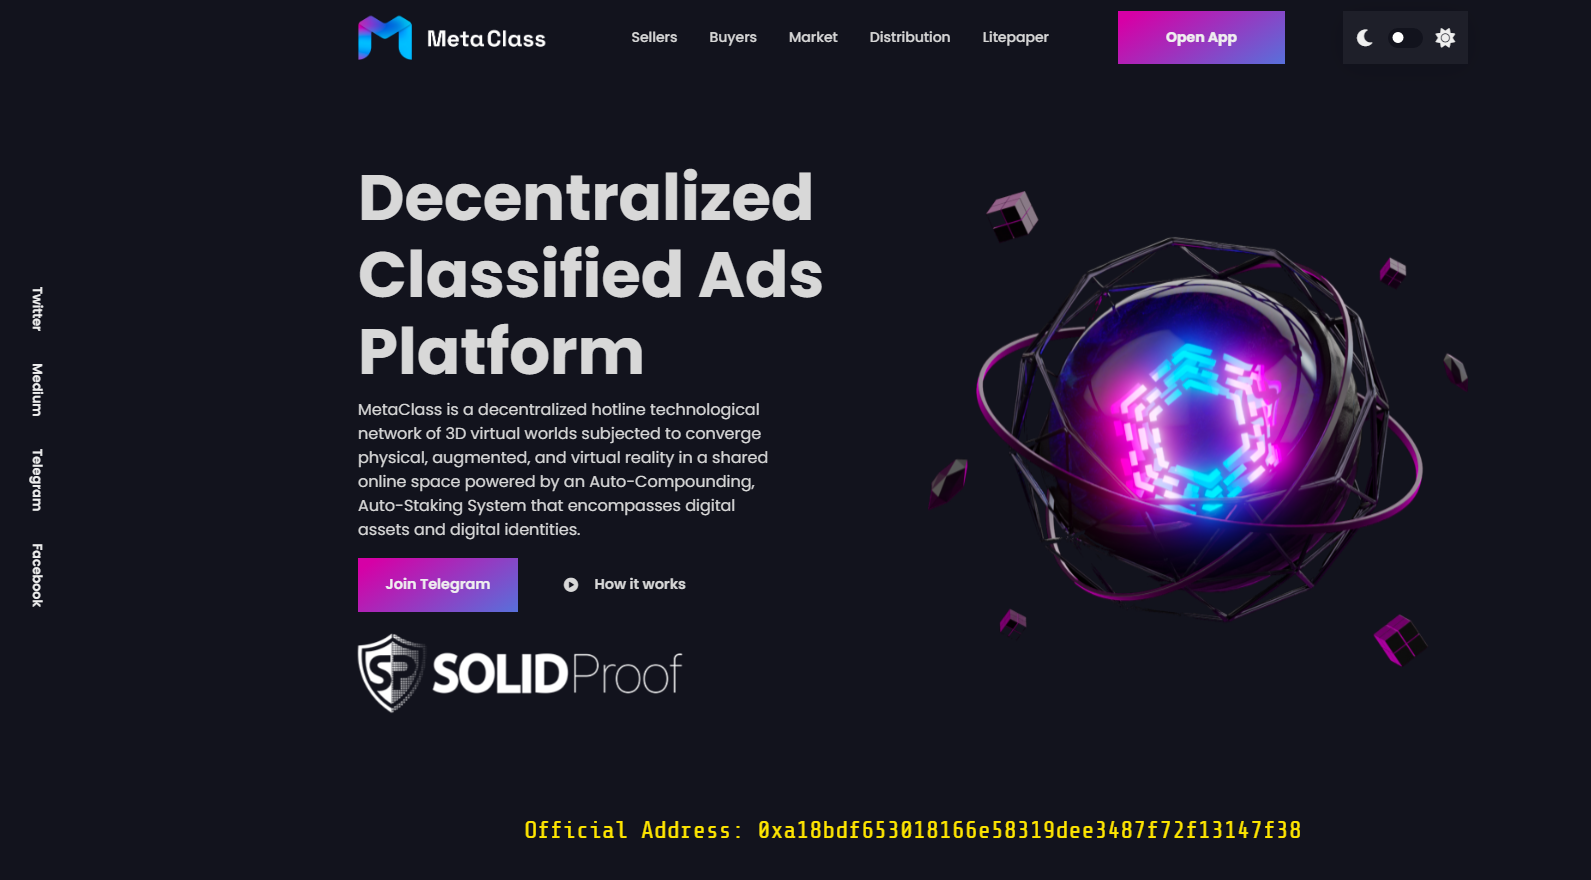 MetaClass
Sellers Buyers Market Distribution Litepaper
Open App
Decentralized
Classified Ads
Platform
MetaClass is a decentralized hotline technological
network of 3D virtual worlds subjected to converge
physical, augmented, and virtual reality in a shared
online space powered by an Auto-Compounding,
Auto-Staking System that encompasses digital
assets and digital identities.
Join Telegram
How it works
SP SOLIDProof
Twitter
Medium
Telegram
Facebook
Official Address: 0xa18bdf653018166e58319dee3487f72f13147f38